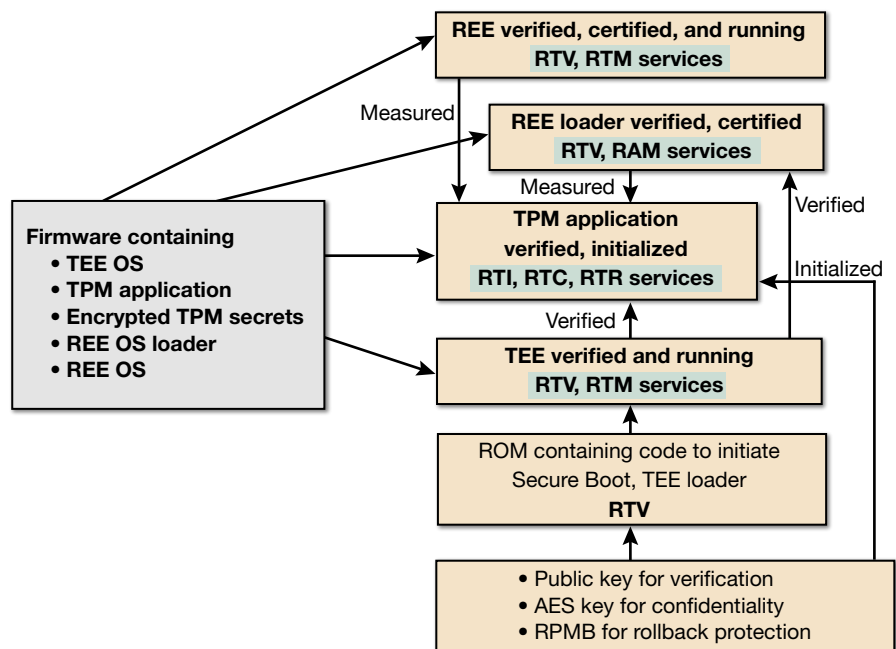 REE verified, certified, and running
RTV, RTM services
Measured
REE loader verified, certified
RTV, RAM services
Measured
Verified
Firmware containing
• TEE OS
• TPM application
• Encrypted TPM secrets
• REE OS loader
• REE OS
TPM application
verified, initialized
RTI, RTC, RTR services
Initialized
Verified
TEE verified and running
RTV, RTM services
ROM containing code to initiate
Secure Boot, TEE loader
RTV
• Public key for verification
• AES key for confidentiality
• RPMB for rollback protection